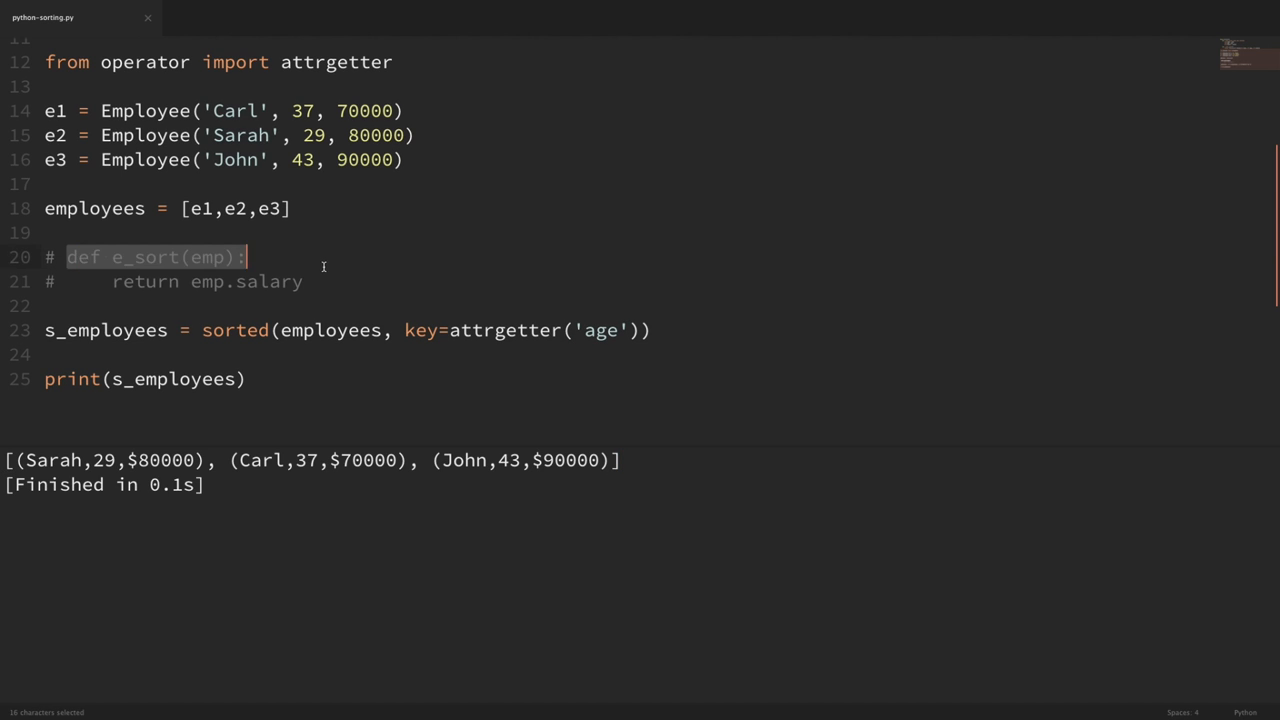 python-sorting.py ×
11
12 from operator import attrgetter
13
14 e1 = Employee('Carl', 37, 70000)
15 e2 = Employee('Sarah', 29, 80000)
16 e3 = Employee('John', 43, 90000)
17
18 employees = [e1,e2,e3]
19
20 # def e_sort(emp):
21 #     return emp.salary
22
23 s_employees = sorted(employees, key=attrgetter('age'))
24
25 print(s_employees)
[(Sarah,29,$80000), (Carl,37,$70000), (John,43,$90000)]
[Finished in 0.1s]
16 characters selected Spaces: 4 Python